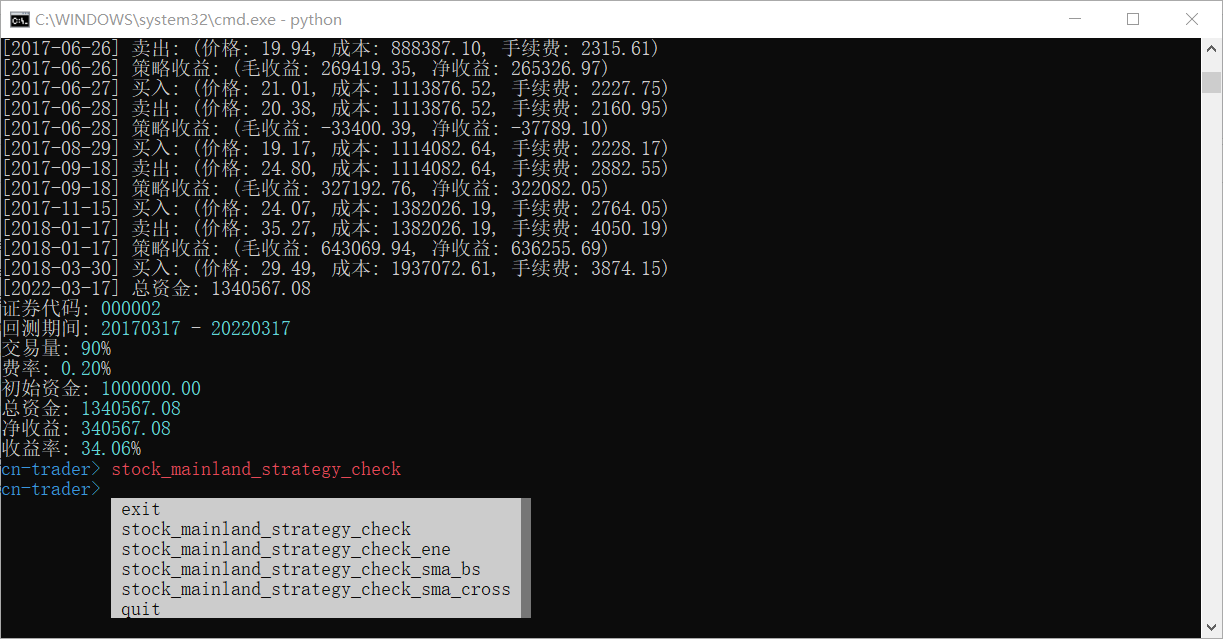 C:\WINDOWS\system32\cmd.exe - python
[2017-06-26] 卖出: (价格: 19.94, 成本: 888387.10, 手续费: 2315.61)
[2017-06-26] 策略收益: (毛收益: 269419.35, 净收益: 265326.97)
[2017-06-27] 买入: (价格: 21.01, 成本: 1113876.52, 手续费: 2227.75)
[2017-06-28] 卖出: (价格: 20.38, 成本: 1113876.52, 手续费: 2160.95)
[2017-06-28] 策略收益: (毛收益: -33400.39, 净收益: -37789.10)
[2017-08-29] 买入: (价格: 19.17, 成本: 1114082.64, 手续费: 2228.17)
[2017-09-18] 卖出: (价格: 24.80, 成本: 1114082.64, 手续费: 2882.55)
[2017-09-18] 策略收益: (毛收益: 327192.76, 净收益: 322082.05)
[2017-11-15] 买入: (价格: 24.07, 成本: 1382026.19, 手续费: 2764.05)
[2018-01-17] 卖出: (价格: 35.27, 成本: 1382026.19, 手续费: 4050.19)
[2018-01-17] 策略收益: (毛收益: 643069.94, 净收益: 636255.69)
[2018-03-30] 买入: (价格: 29.49, 成本: 1937072.61, 手续费: 3874.15)
[2022-03-17] 总资金: 1340567.08
证券代码: 000002
回测期间: 20170317 - 20220317
交易量: 90%
费率: 0.20%
初始资金: 1000000.00
总资金: 1340567.08
净收益: 340567.08
收益率: 34.06%
cn-trader> stock_mainland_strategy_check
cn-trader>
exit
stock_mainland_strategy_check
stock_mainland_strategy_check_ene
stock_mainland_strategy_check_sma_bs
stock_mainland_strategy_check_sma_cross
quit